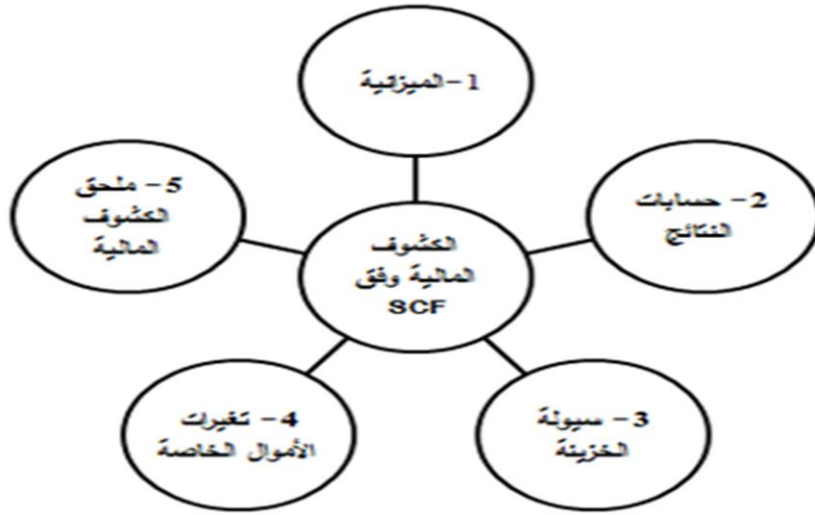 1- الميزانية
2- حسابات
النتائج
3- سيولة
الخزينة
4- تغيرات
الأموال الخاصة
5- ملحق
الكشوف
المالية
الكشوف
المالية وفق
SCF